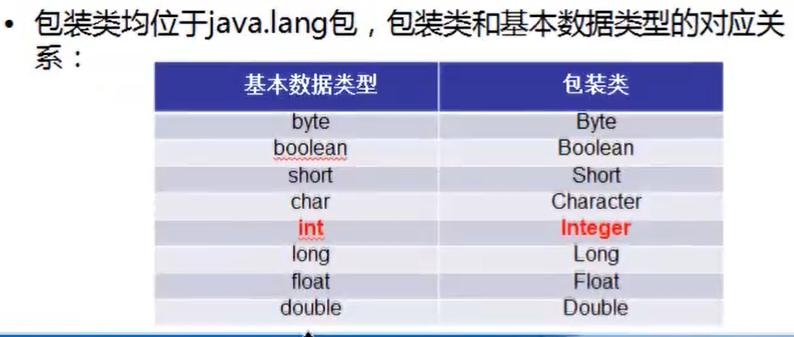 • 包装类均位于java.lang包，包装类和基本数据类型的对应关
系：
基本数据类型 包装类
byte Byte
boolean Boolean
short Short
char Character
int Integer
long Long
float Float
double Double